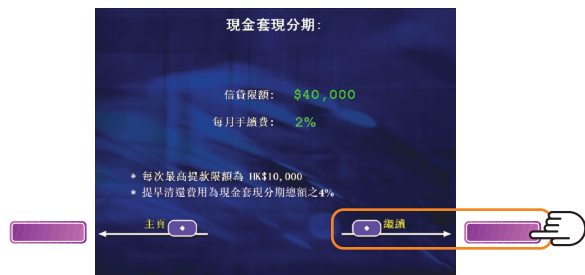 現金套現分期:
信貸限額: $40,000
每月手續費: 2%
* 每次最高提款限額為 HK$10,000
* 提早清還費用為現金套現分期總額之4%
主頁
繼續